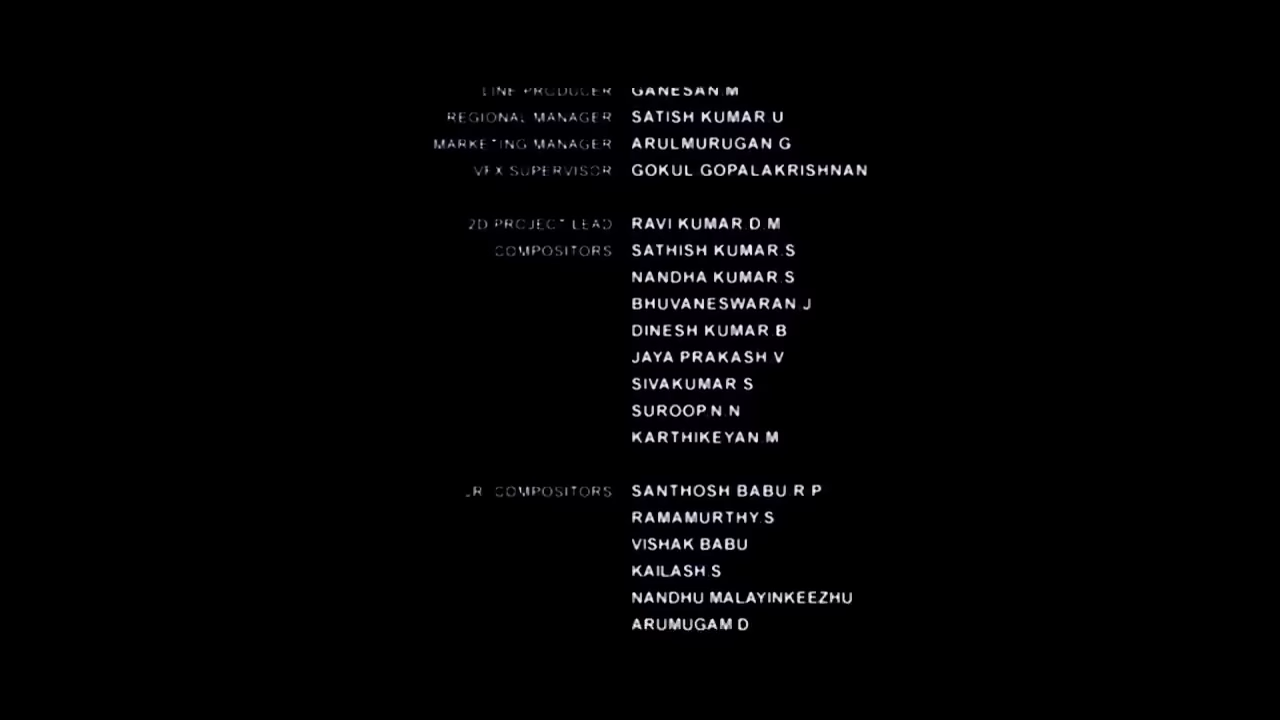 LINE PRODUCER GANESAN.M
REGIONAL MANAGER SATISH KUMAR U
MARKETING MANAGER ARULMURUGAN G
VFX SUPERVISOR GOKUL GOPALAKRISHNAN
2D PROJECT LEAD RAVI KUMAR.D.M
COMPOSITORS SATHISH KUMAR.S
NANDHA KUMAR.S
BHUVANESWARAN.J
DINESH KUMAR B
JAYA PRAKASH V
SIVAKUMAR S
SUROOP.N.N
KARTHIKEYAN.M
JR. COMPOSITORS SANTHOSH BABU.R.P
RAMAMURTHY.S
VISHAK BABU
KAILASH.S
NANDHU MALAYINKEEZHU
ARUMUGAM.D